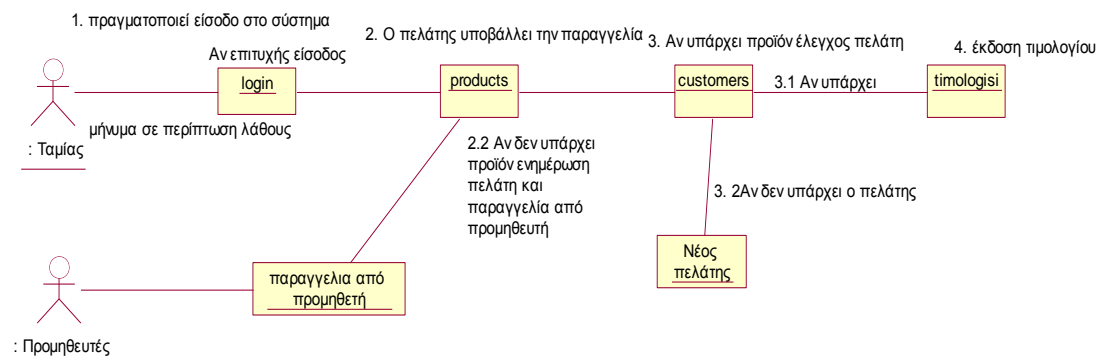 1. πραγματοποιεί είσοδο στο σύστημα
2. Ο πελάτης υποβάλλει την παραγγελία
3. Αν υπάρχει προϊόν έλεγχος πελάτη
4. έκδοση τιμολογίου
Αν επιτυχής είσοδος
login
products
customers
3.1 Αν υπάρχει
timologisi
μήνυμα σε περίπτωση λάθους
: Ταμίας
2.2 Αν δεν υπάρχει
προϊόν ενημέρωση
πελάτη και
παραγγελία από
προμηθευτή
3. 2Αν δεν υπάρχει ο πελάτης
Νέος
πελάτης
παραγγελια από
προμηθετή
: Προμηθευτές